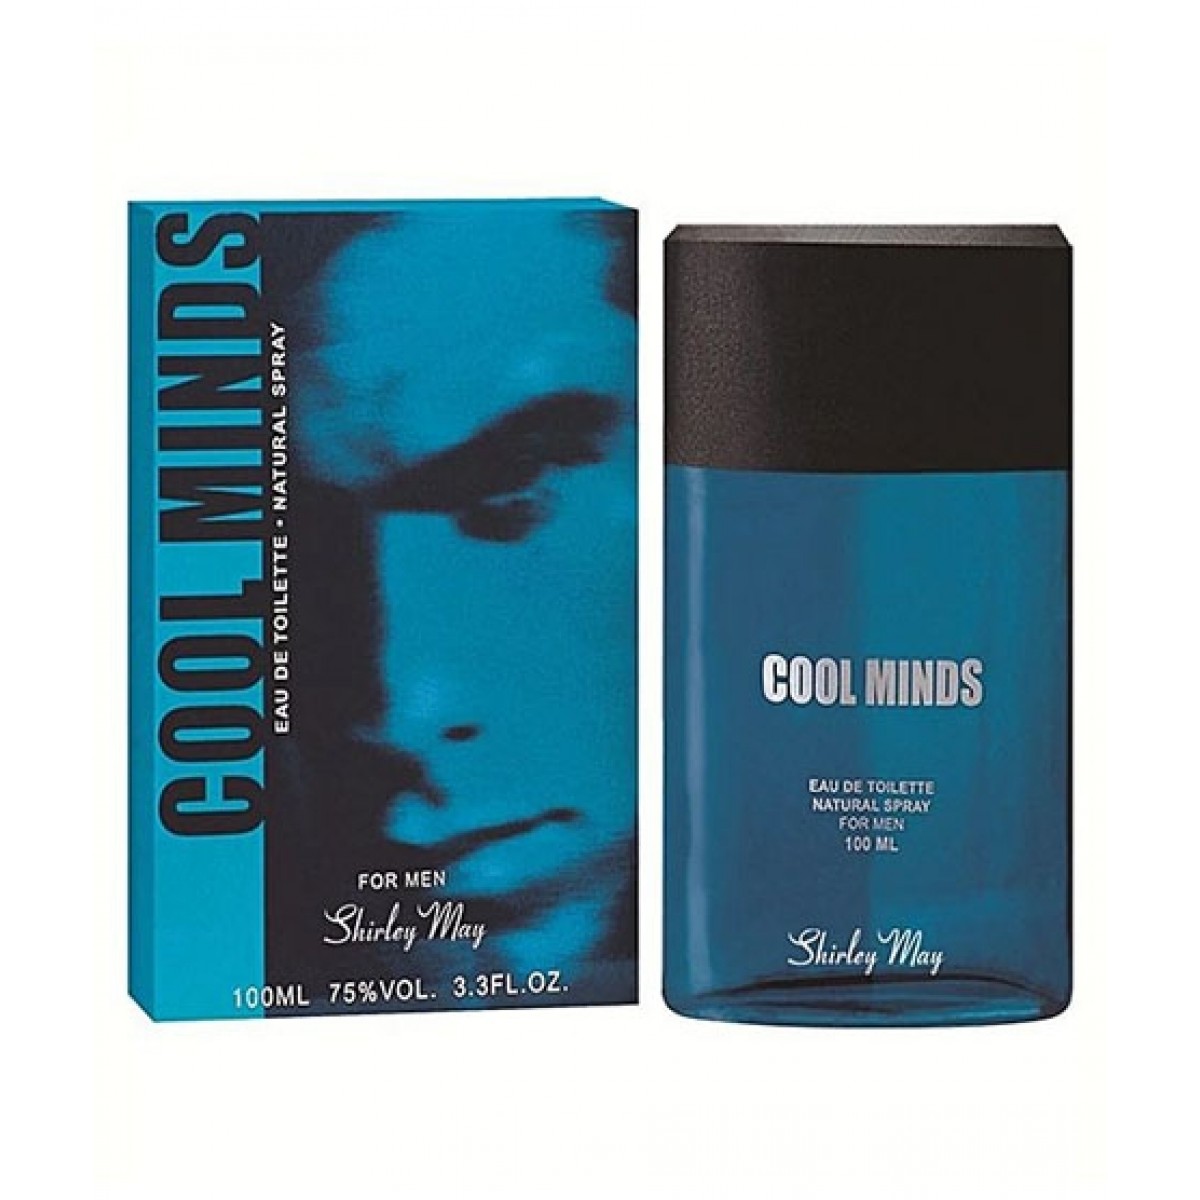 COOL MINDS
EAU DE TOILETTE • NATURAL SPRAY
FOR MEN
Shirley May
100ML 75%VOL. 3.3FL.OZ.
COOL MINDS
EAU DE TOILETTE
NATURAL SPRAY
FOR MEN
100 ML
Shirley May